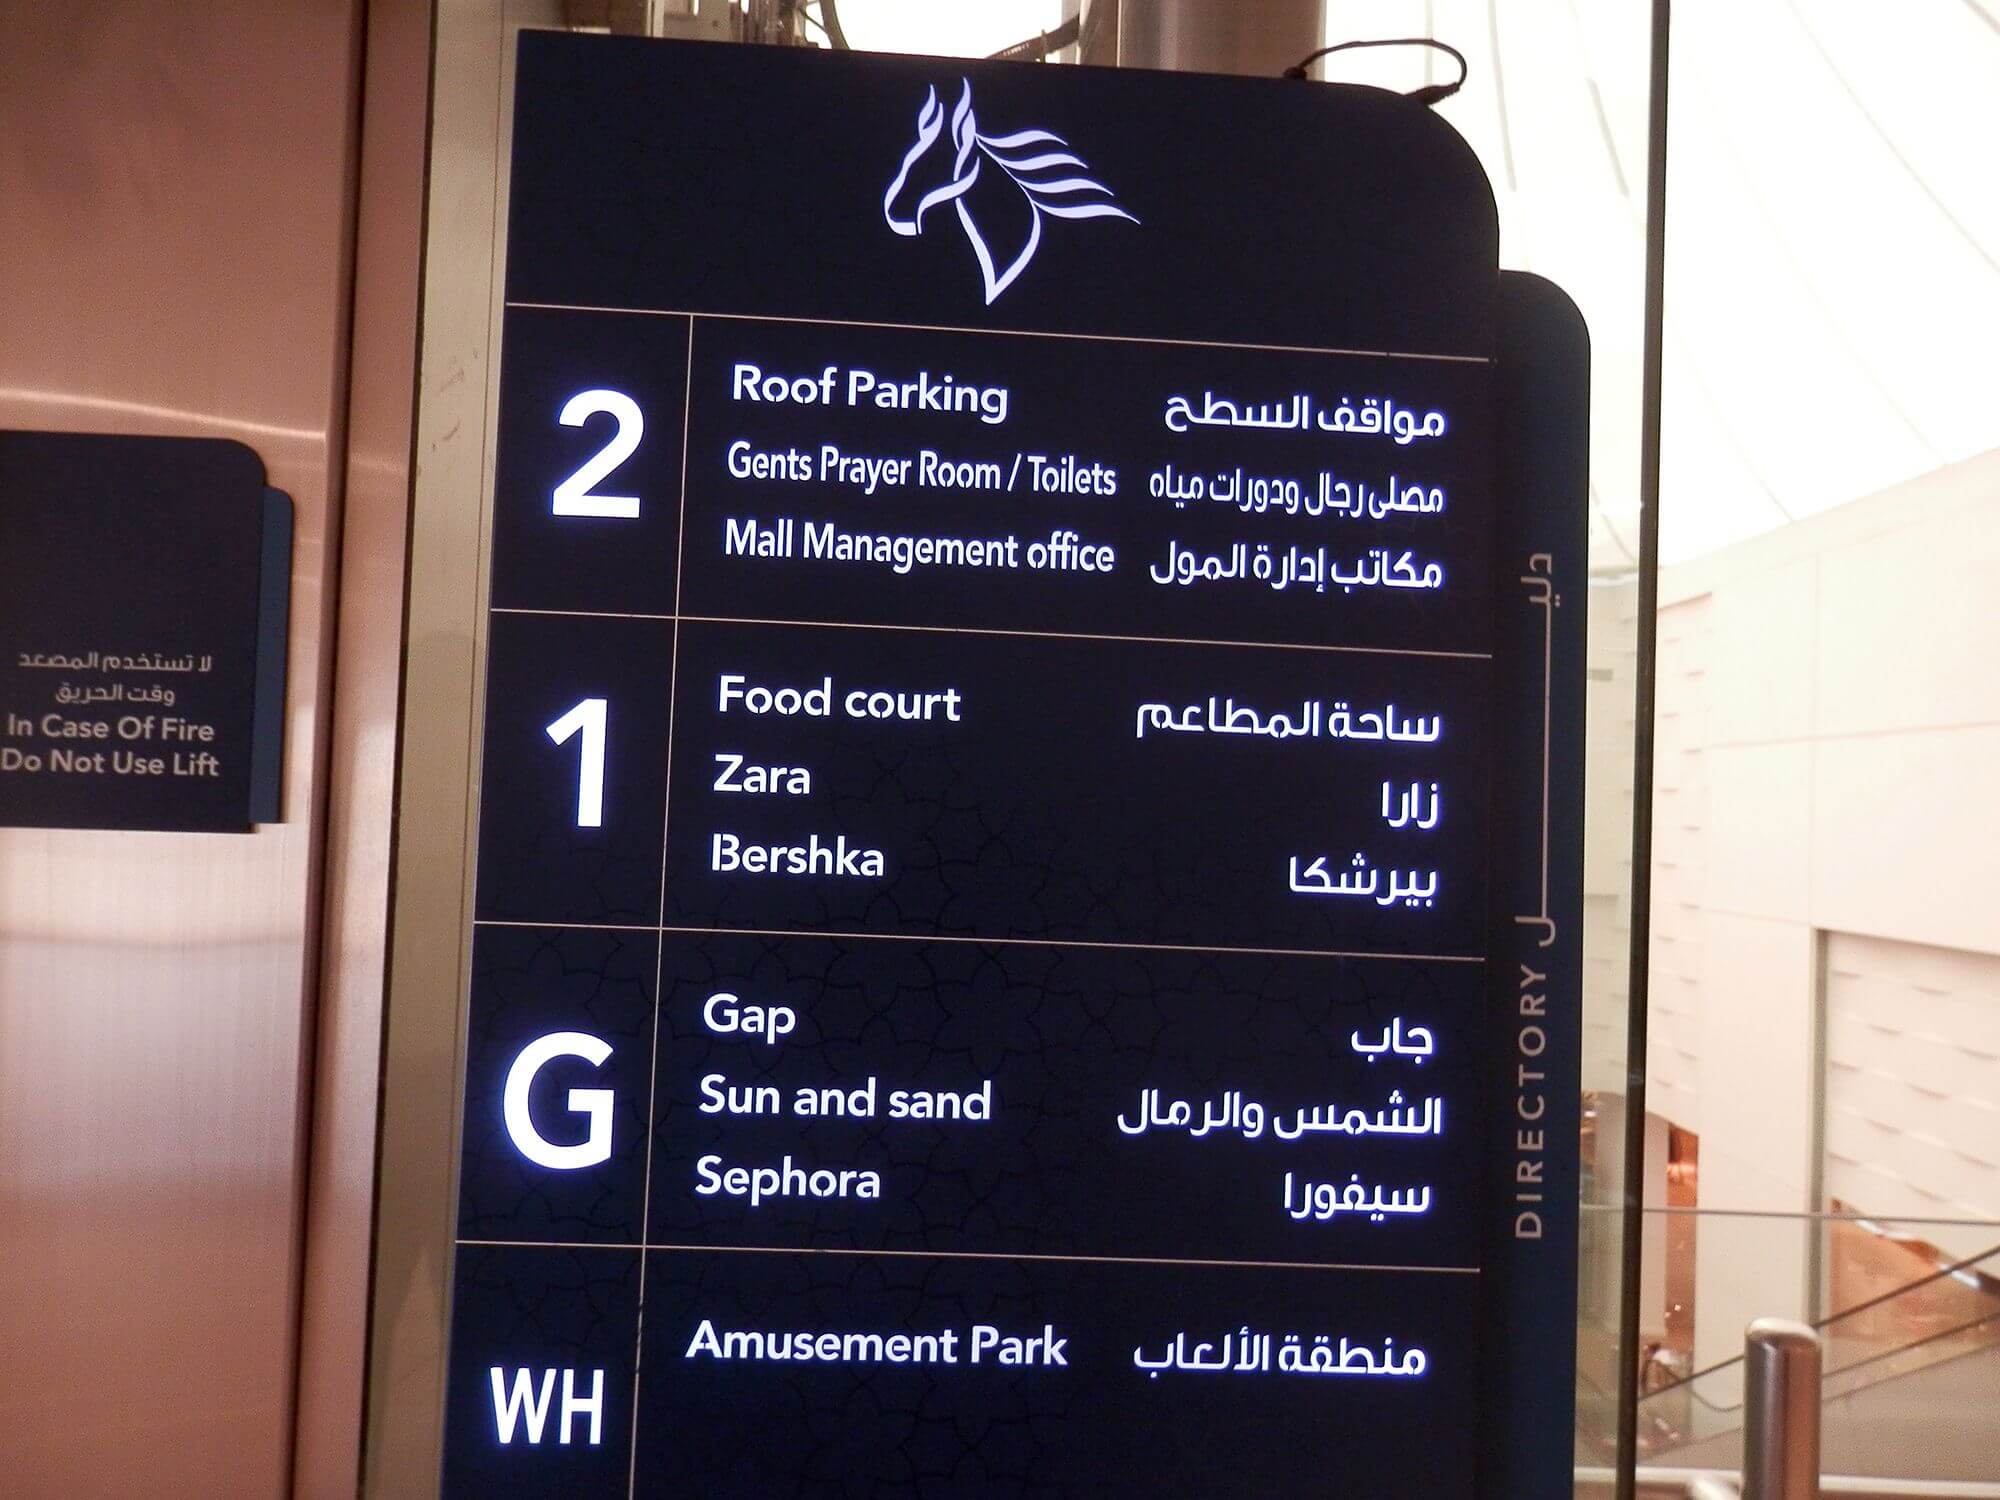 لا تستخدم المصعد
وقت الحريق
In Case Of Fire
Do Not Use Lift
2
Roof Parking مواقف السطح
Gents Prayer Room / Toilets مصلى رجال ودورات مياه
Mall Management office مكاتب إدارة المول
1
Food court ساحة المطاعم
Zara زارا
Bershka بيرشكا
G
Gap جاب
Sun and sand الشمس والرمال
Sephora سيفورا
WH
Amusement Park منطقة الألعاب
DIRECTORY دليــــــل